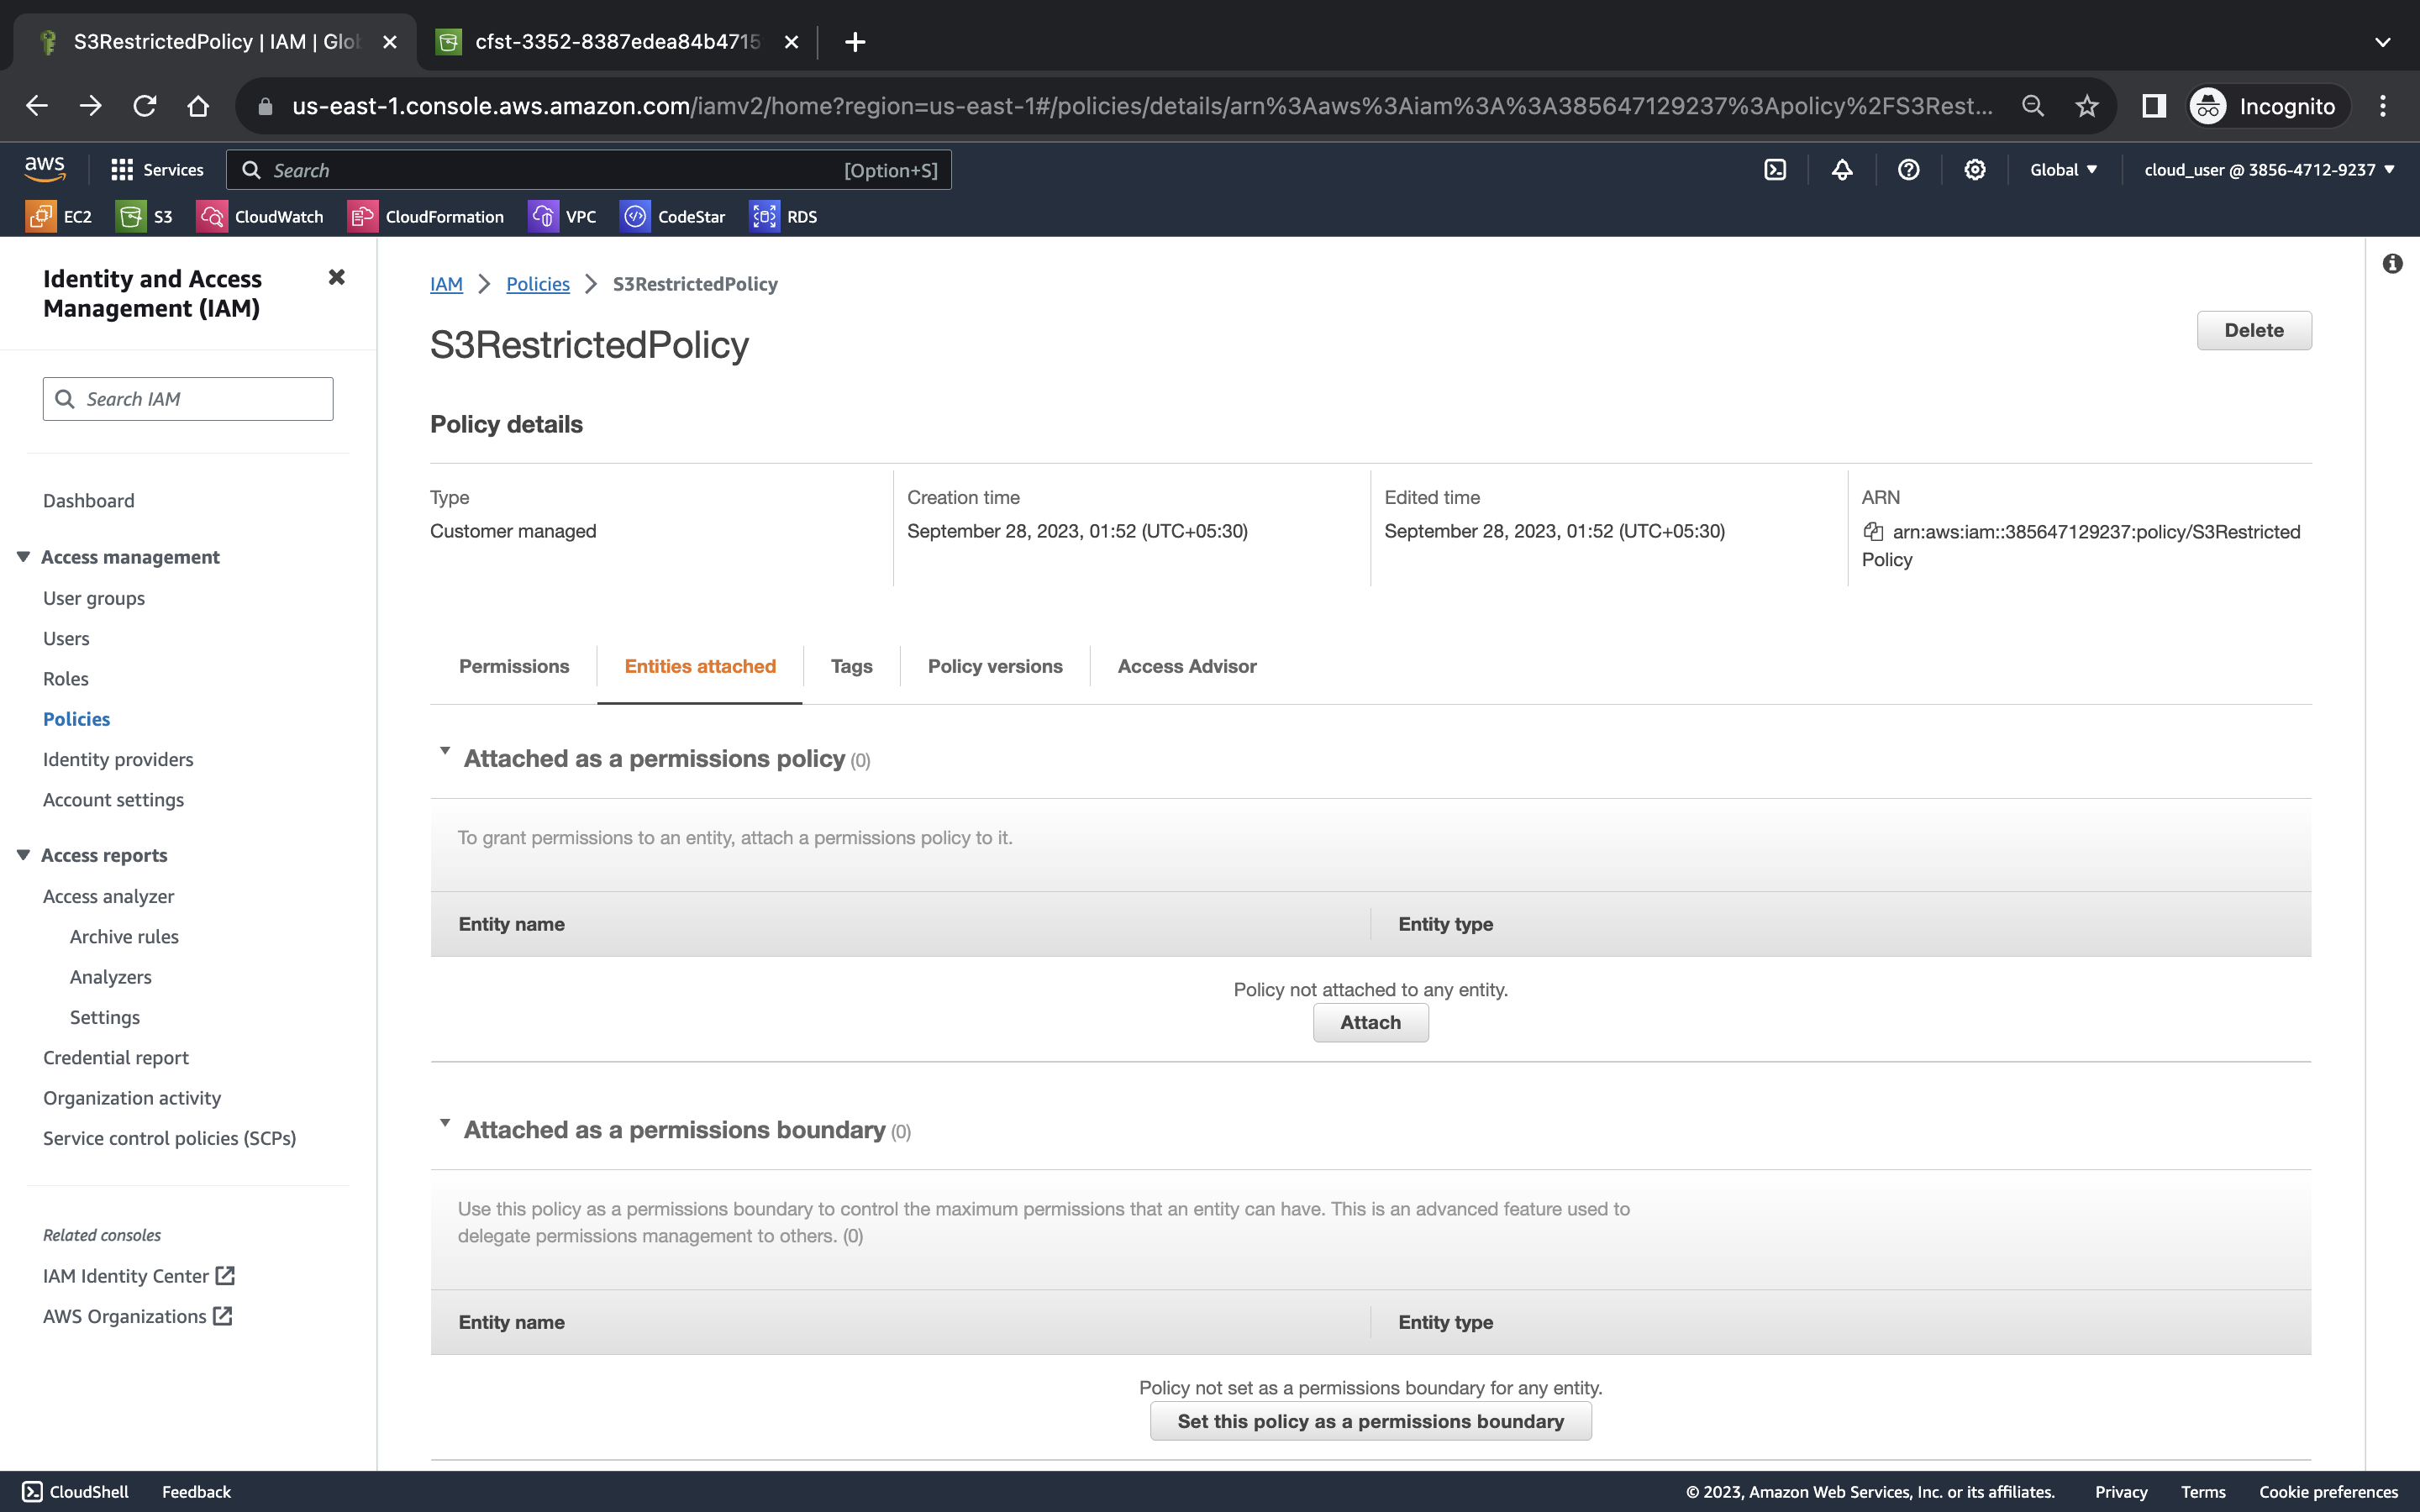 S3RestrictedPolicy | IAM | Glob
cfst-3352-8387edea84b4715
us-east-1.console.aws.amazon.com/iamv2/home?region=us-east-1#/policies/details/arn%3Aaws%3Aiam%3A%3A385647129237%3Apolicy%2FS3Rest...
Incognito
aws
Services
Search
[Option+S]
Global
cloud_user @ 3856-4712-9237
EC2
S3
CloudWatch
CloudFormation
VPC
CodeStar
RDS
Identity and Access
Management (IAM)
Search IAM
Dashboard
Access management
User groups
Users
Roles
Policies
Identity providers
Account settings
Access reports
Access analyzer
Archive rules
Analyzers
Settings
Credential report
Organization activity
Service control policies (SCPs)
Related consoles
IAM Identity Center
AWS Organizations
IAM > Policies > S3RestrictedPolicy
S3RestrictedPolicy
Delete
Policy details
Type
Customer managed
Creation time
September 28, 2023, 01:52 (UTC+05:30)
Edited time
September 28, 2023, 01:52 (UTC+05:30)
ARN
arn:aws:iam::385647129237:policy/S3Restricted
Policy
Permissions
Entities attached
Tags
Policy versions
Access Advisor
Attached as a permissions policy (0)
To grant permissions to an entity, attach a permissions policy to it.
Entity name
Entity type
Policy not attached to any entity.
Attach
Attached as a permissions boundary (0)
Use this policy as a permissions boundary to control the maximum permissions that an entity can have. This is an advanced feature used to
delegate permissions management to others. (0)
Entity name
Entity type
Policy not set as a permissions boundary for any entity.
Set this policy as a permissions boundary
CloudShell
Feedback
© 2023, Amazon Web Services, Inc. or its affiliates.
Privacy
Terms
Cookie preferences